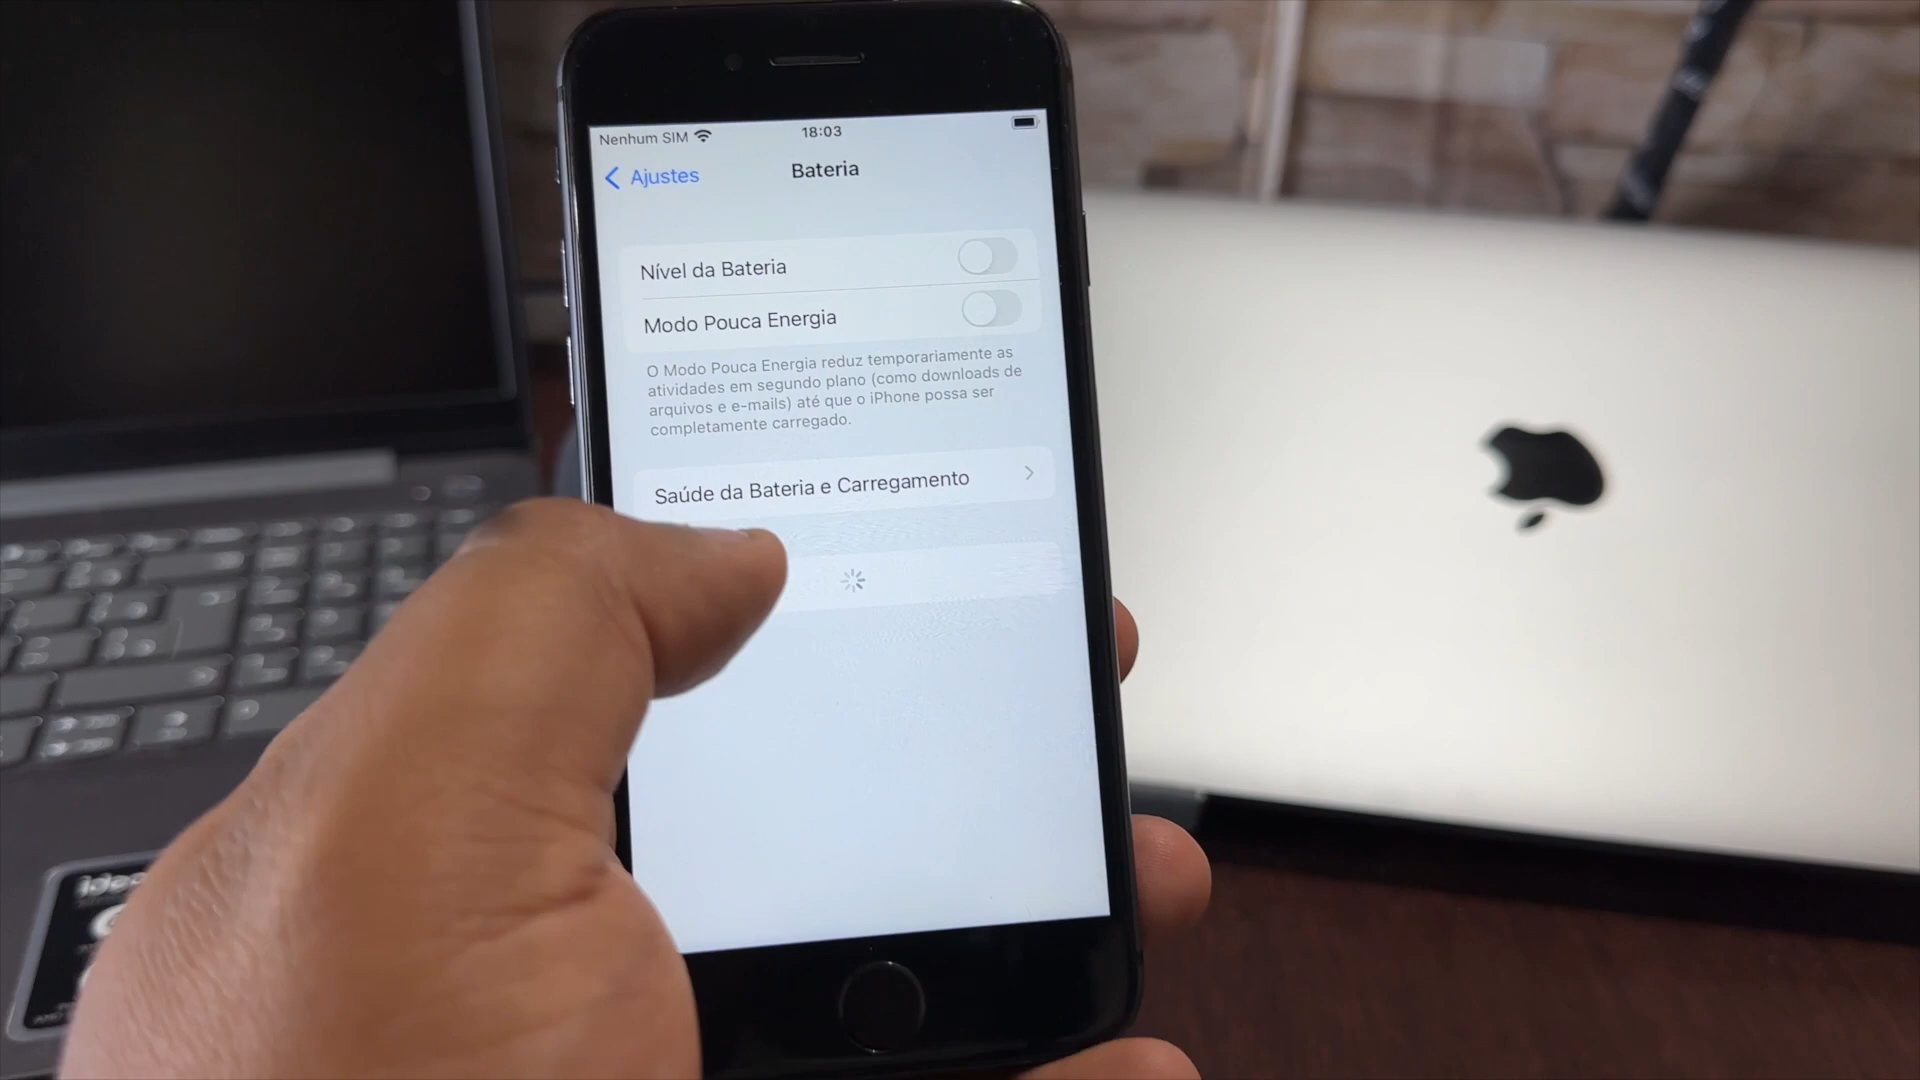 Nenhum SIM
18:03
Ajustes
Bateria
Nível da Bateria
Modo Pouca Energia
O Modo Pouca Energia reduz temporariamente as
atividades em segundo plano (como downloads de
arquivos e e-mails) até que o iPhone possa ser
completamente carregado.
Saúde da Bateria e Carregamento